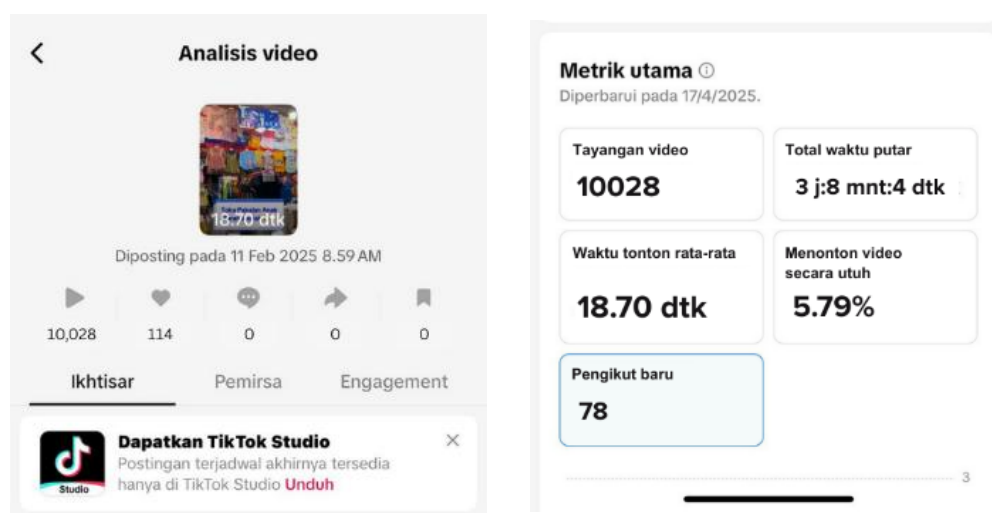 Analisis video
18.70 dtk
Diposting pada 11 Feb 2025 8.59 AM
10,028
114
0
0
0
Ikhtisar
Pemirsa
Engagement
Dapatkan TikTok Studio
Postingan terjadwal akhirnya tersedia
hanya di TikTok Studio Unduh
Studio
Metrik utama
Diperbarui pada 17/4/2025.
Tayangan video
10028
Total waktu putar
3 j:8 mnt:4 dtk
Waktu tonton rata-rata
18.70 dtk
Menonton video
secara utuh
5.79%
Pengikut baru
78
3